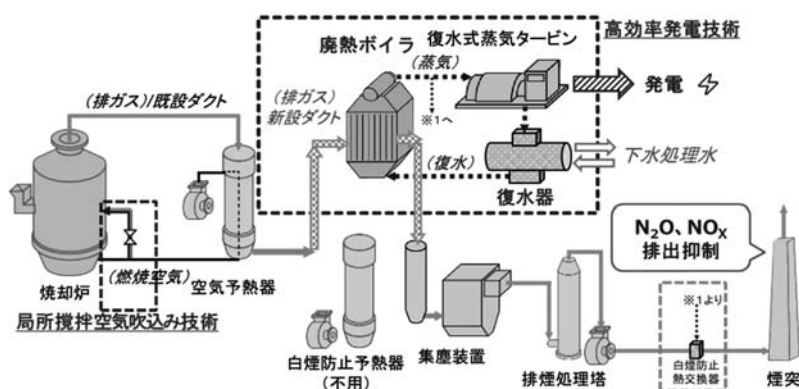 高効率発電技術
廃熱ボイラ
復水式蒸気タービン
(蒸気)
(排ガス)/既設ダクト
(排ガス)
新設ダクト
※1へ
発電
(復水)
下水処理水
復水器
N₂O、NOX
排出抑制
(燃焼空気)
空気予熱器
焼却炉
局所撹拌空気吹込み技術
※1より
白煙防止予熱器
(不用)
集塵装置
排煙処理塔
白煙防止
熱交換器
煙突